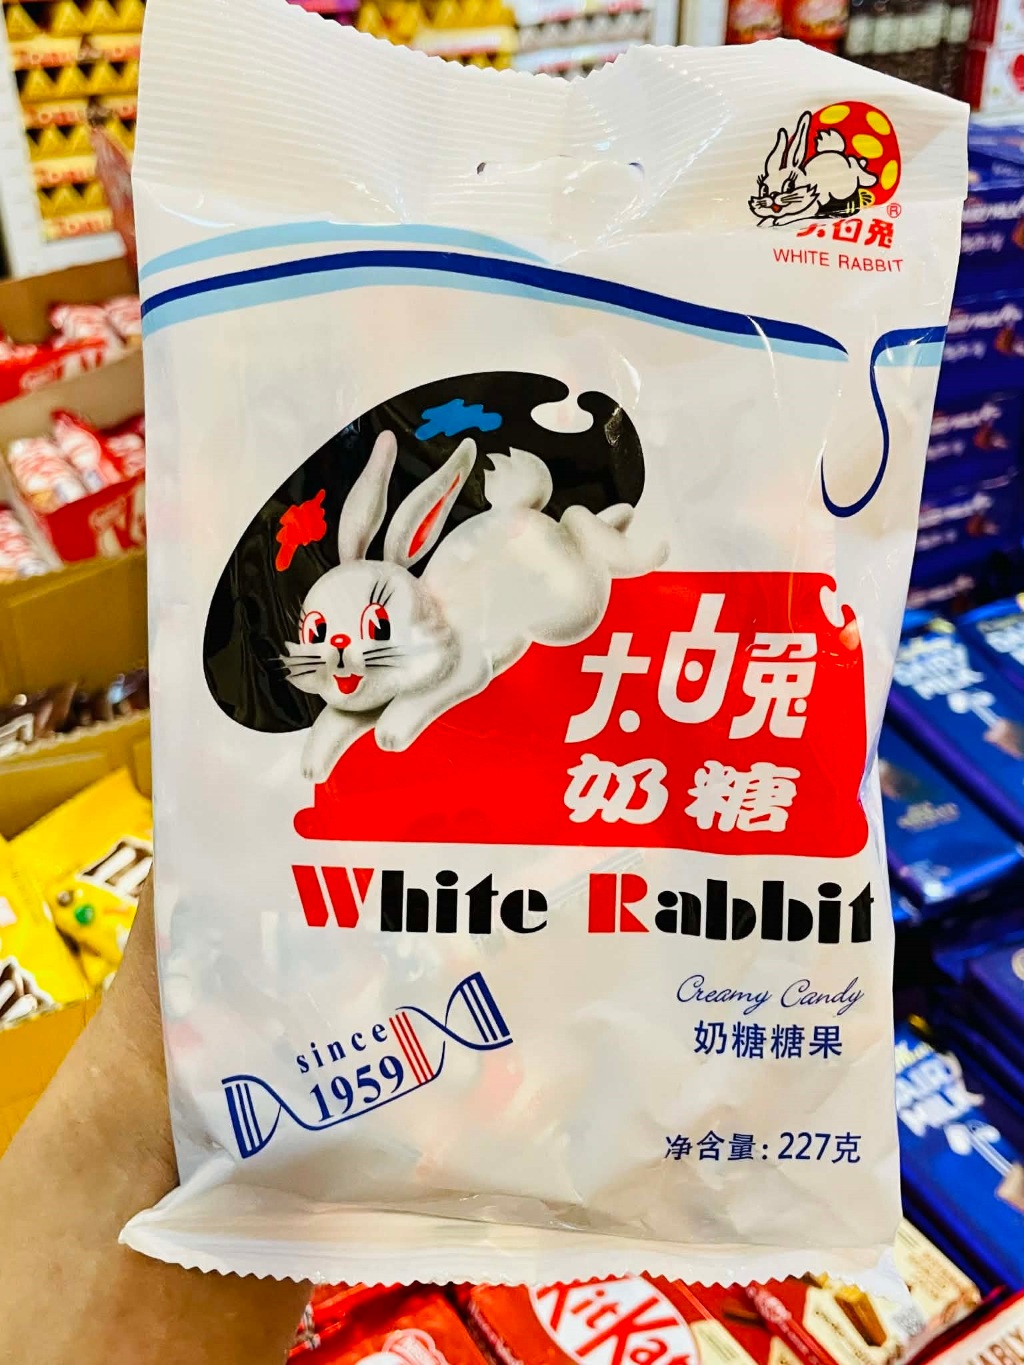 大白兔
®
WHITE RABBIT
大白兔
奶糖
White Rabbit
Creamy Candy
奶糖糖果
since
1959
净含量: 227克
KitKat